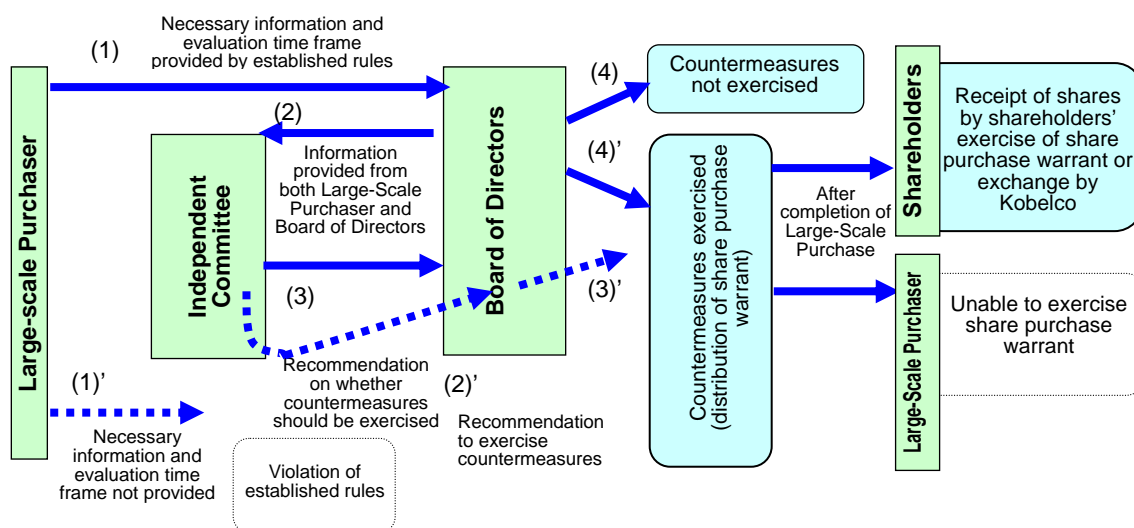 Large-scale Purchaser
(1)
Necessary information and
evaluation time frame
provided by established rules
(2)
Information
provided from
both Large-Scale
Purchaser and
Board of Directors
Independent
Committee
(3)
Recommendation
on whether
countermeasures
should be exercised
(1)’
Necessary
information and
evaluation time
frame not provided
Violation of
established rules
Board of Directors
(2)’
Recommendation
to exercise
countermeasures
(4)
(4)’
(3)’
Countermeasures
not exercised
Countermeasures exercised
(distribution of share purchase
warrant)
After
completion of
Large-Scale
Purchase
Shareholders
Receipt of shares
by shareholders’
exercise of share
purchase warrant or
exchange by
Kobelco
Large-Scale Purchaser
Unable to exercise
share purchase
warrant